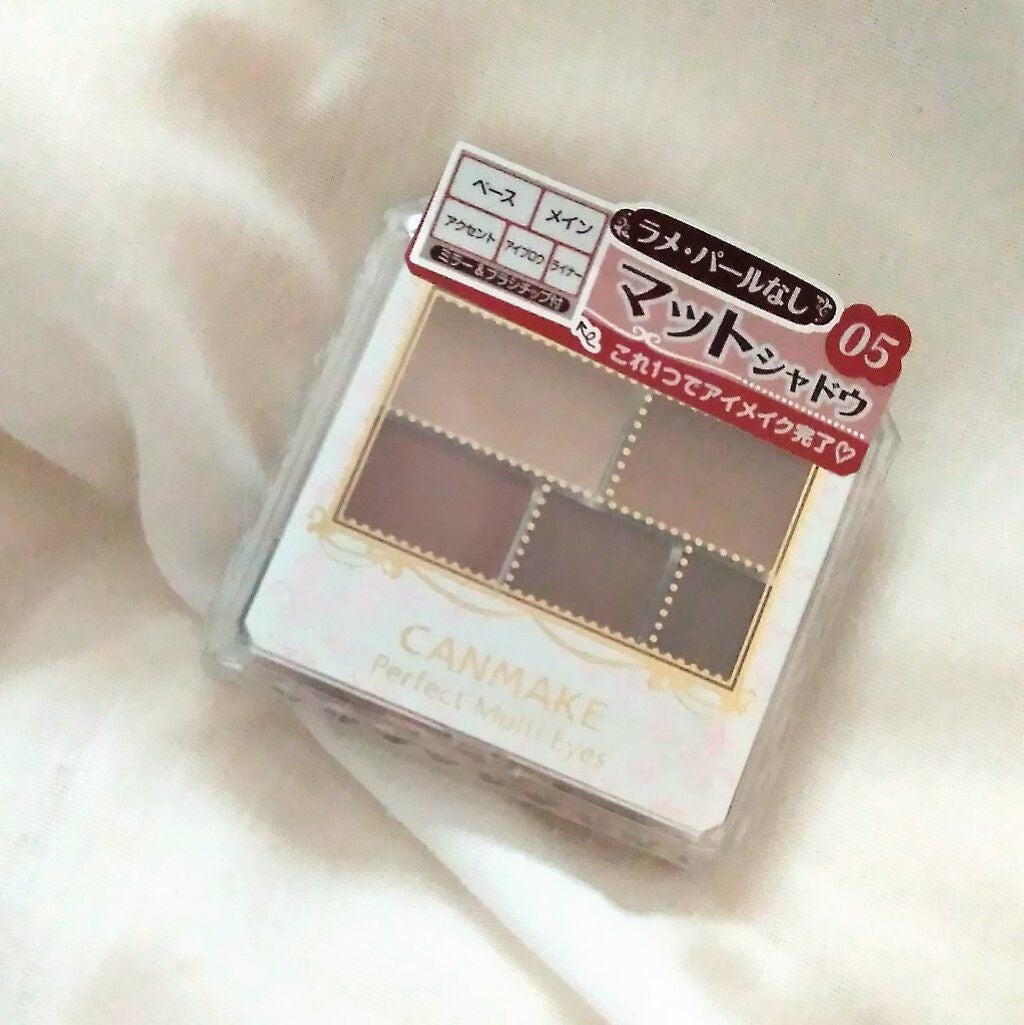 ベース
メイン
アクセント
アイブロウ
ライナー
ミラー&ブラシチップ付
ラメ・パールなし
マットシャドウ
05
これ1つでアイメイク完了♡
CANMAKE
Perfect Multi Eyes